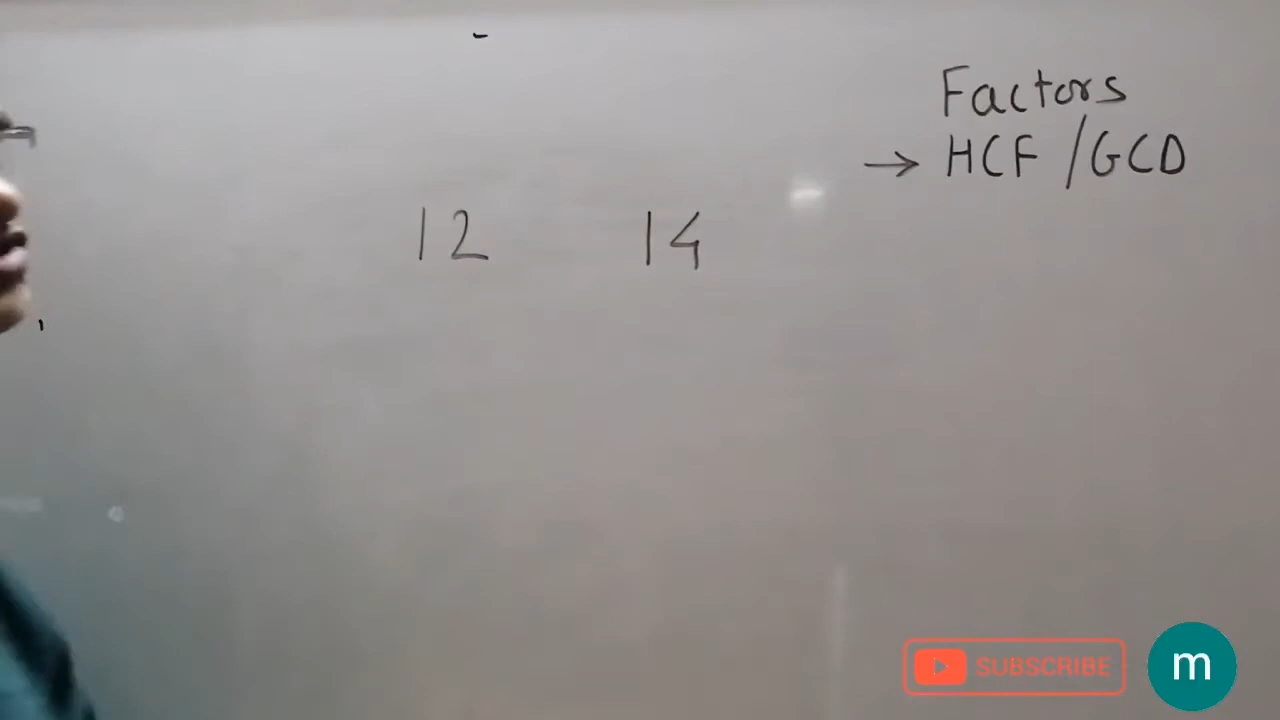 Factors
→ HCF / GCD
12 14
SUBSCRIBE
m